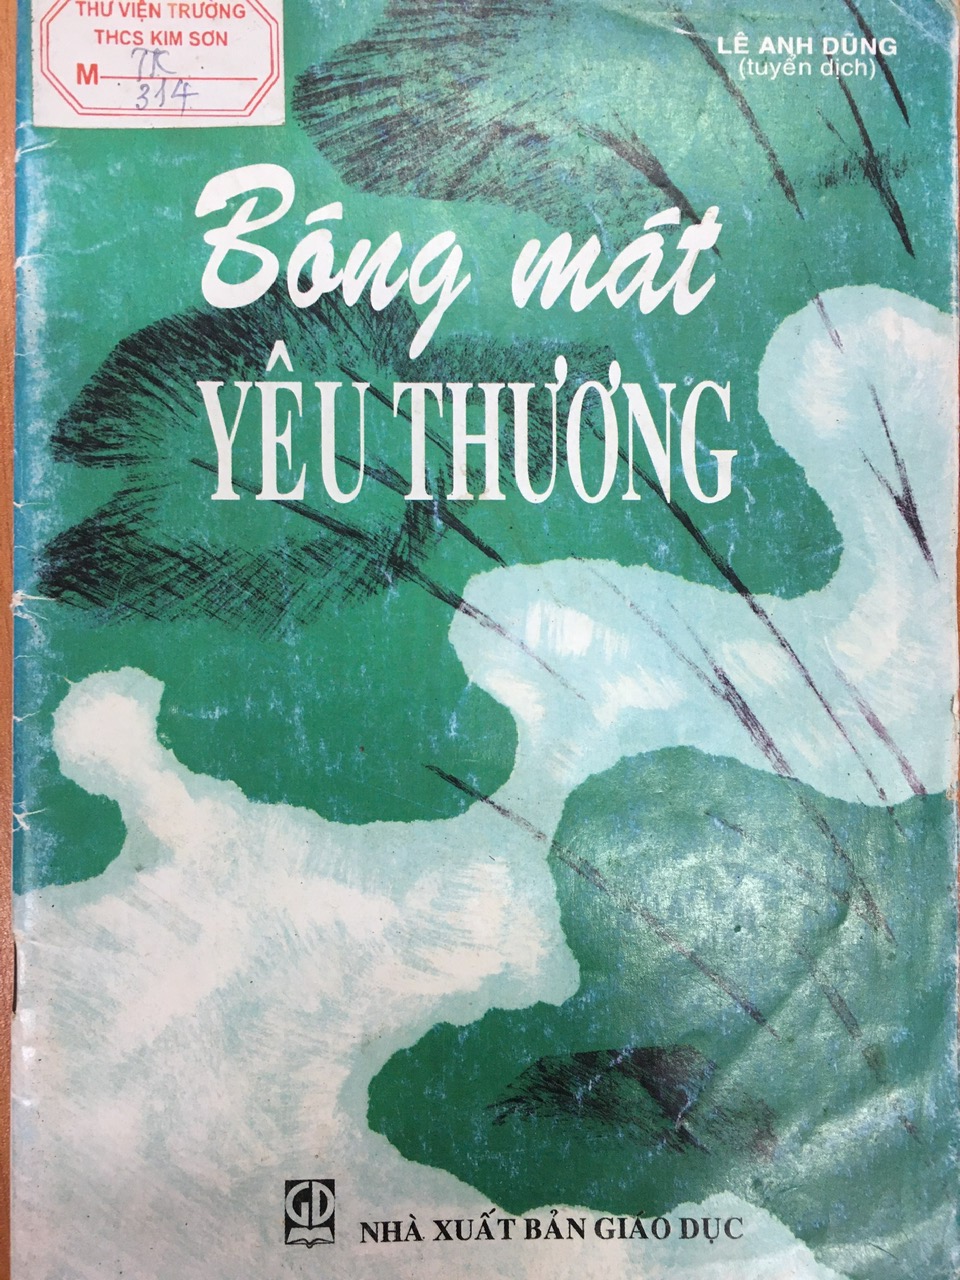 THƯ VIỆN TRƯỜNG
THCS KIM SƠN
M TK
314
LÊ ANH DŨNG
(tuyển dịch)
Bóng mát
YÊU THƯƠNG
GD
NHÀ XUẤT BẢN GIÁO DỤC